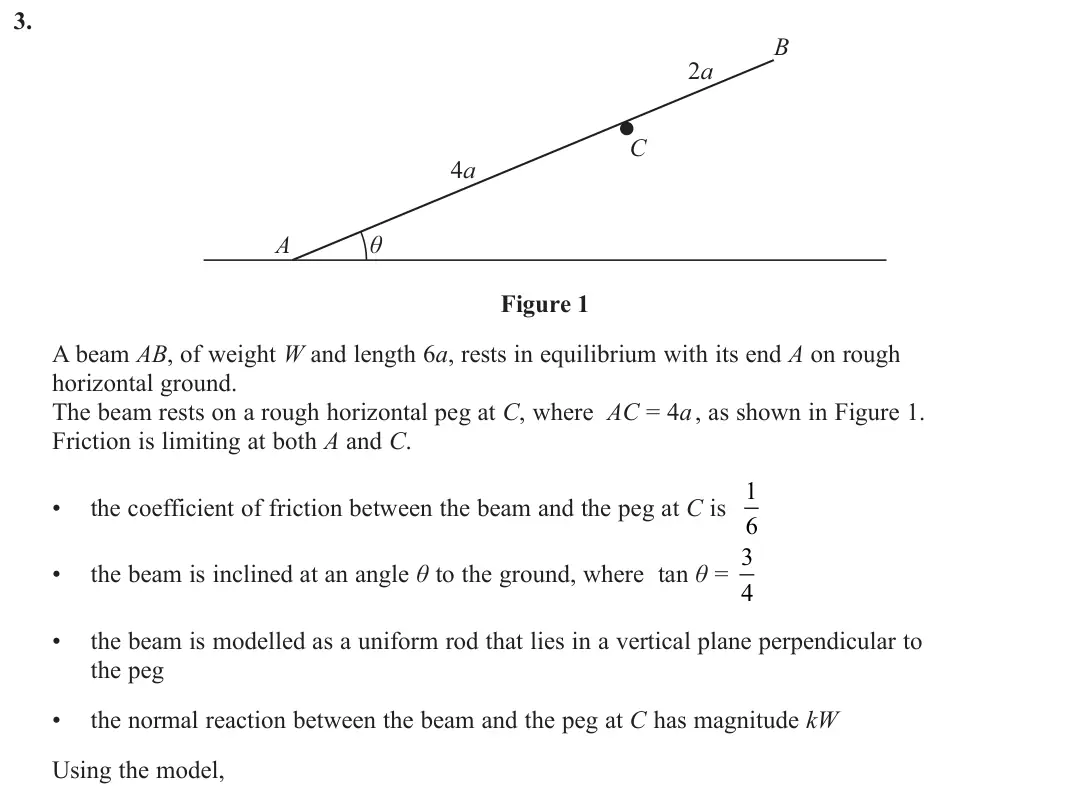 3.
B
2a
C
4a
A
θ
Figure 1
A beam AB, of weight W and length 6a, rests in equilibrium with its end A on rough
horizontal ground.
The beam rests on a rough horizontal peg at C, where AC = 4a, as shown in Figure 1.
Friction is limiting at both A and C.
• the coefficient of friction between the beam and the peg at C is 1/6
• the beam is inclined at an angle θ to the ground, where tan θ = 3/4
• the beam is modelled as a uniform rod that lies in a vertical plane perpendicular to
the peg
• the normal reaction between the beam and the peg at C has magnitude kW
Using the model,